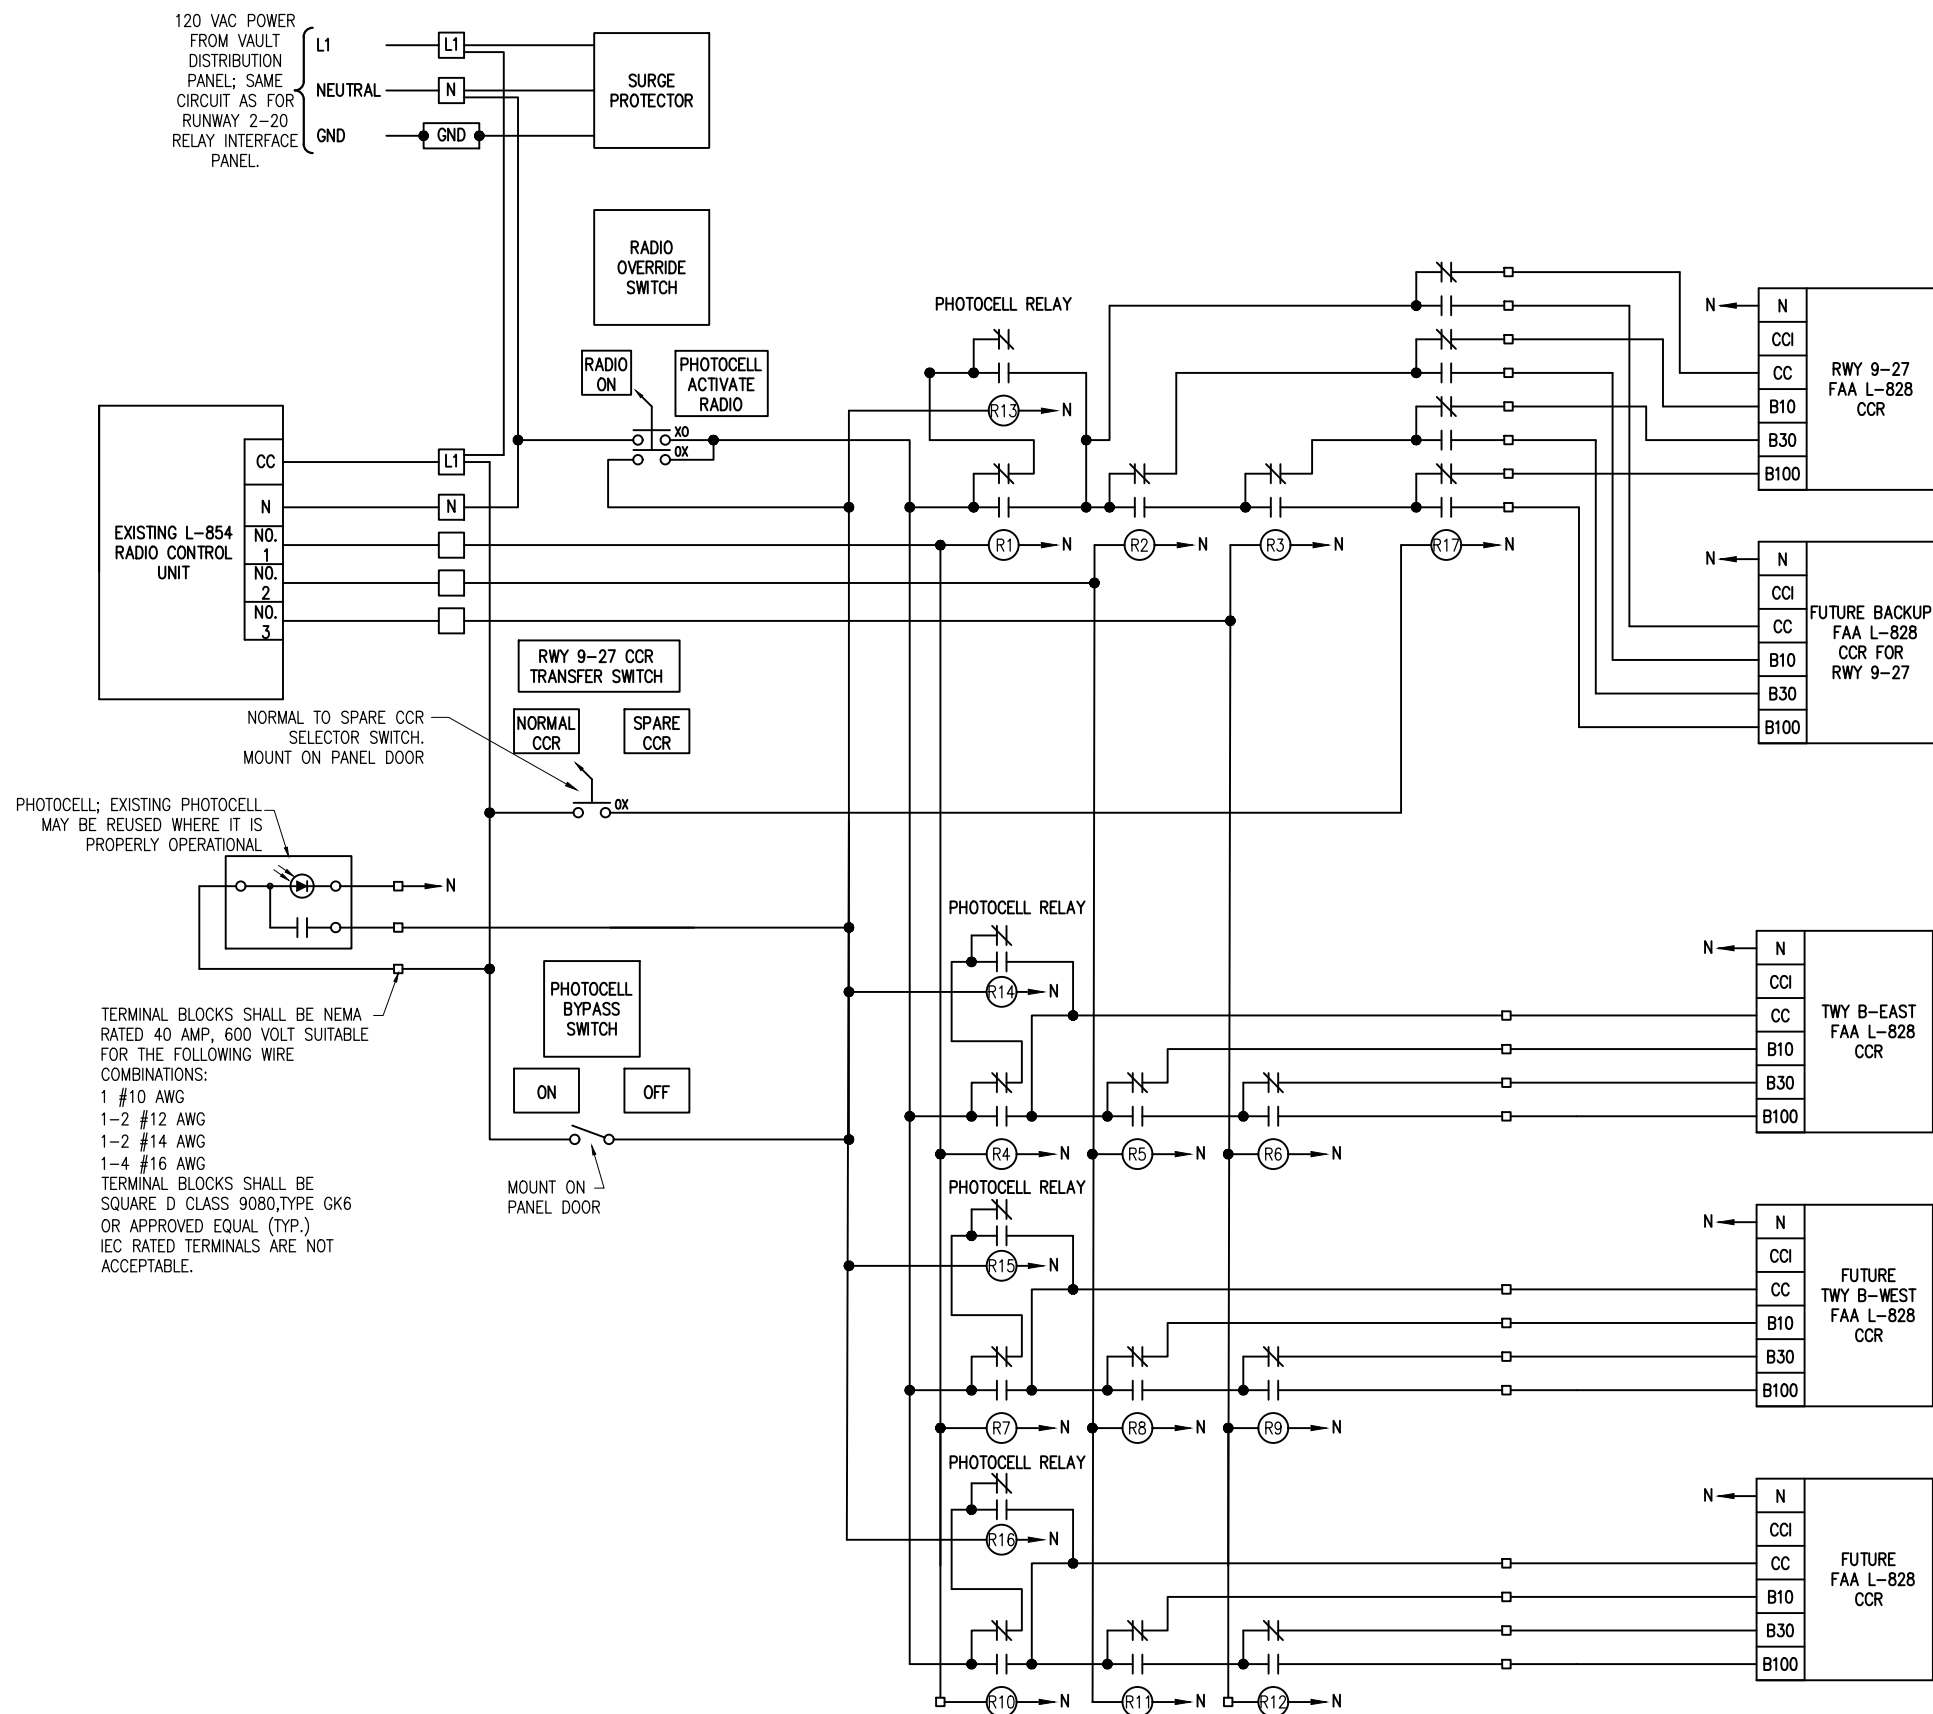 120 VAC POWER
FROM VAULT
DISTRIBUTION
PANEL; SAME
CIRCUIT AS FOR
RUNWAY 2-20
RELAY INTERFACE
PANEL.
L1
NEUTRAL
GND
L1
N
GND
SURGE
PROTECTOR
RADIO
OVERRIDE
SWITCH
RADIO
ON
PHOTOCELL
ACTIVATE
RADIO
XO
OX
EXISTING L-854
RADIO CONTROL
UNIT
CC
N
NO.
1
NO.
2
NO.
3
L1
N
RWY 9-27 CCR
TRANSFER SWITCH
NORMAL
CCR
SPARE
CCR
OX
NORMAL TO SPARE CCR
SELECTOR SWITCH.
MOUNT ON PANEL DOOR
PHOTOCELL; EXISTING PHOTOCELL
MAY BE REUSED WHERE IT IS
PROPERLY OPERATIONAL
N
PHOTOCELL
BYPASS
SWITCH
ON
OFF
MOUNT ON
PANEL DOOR
TERMINAL BLOCKS SHALL BE NEMA
RATED 40 AMP, 600 VOLT SUITABLE
FOR THE FOLLOWING WIRE
COMBINATIONS:
1 #10 AWG
1-2 #12 AWG
1-2 #14 AWG
1-4 #16 AWG
TERMINAL BLOCKS SHALL BE
SQUARE D CLASS 9080,TYPE GK6
OR APPROVED EQUAL (TYP.)
IEC RATED TERMINALS ARE NOT
ACCEPTABLE.
PHOTOCELL RELAY
R13 N
R1 N
R2 N
R3 N
R17 N
N
N
CCI
CC
B10
B30
B100
RWY 9-27
FAA L-828
CCR
N
N
CCI
CC
B10
B30
B100
FUTURE BACKUP
FAA L-828
CCR FOR
RWY 9-27
PHOTOCELL RELAY
R14 N
R4 N
R5 N
R6 N
N
N
CCI
CC
B10
B30
B100
TWY B-EAST
FAA L-828
CCR
PHOTOCELL RELAY
R15 N
R7 N
R8 N
R9 N
N
N
CCI
CC
B10
B30
B100
FUTURE
TWY B-WEST
FAA L-828
CCR
PHOTOCELL RELAY
R16 N
R10 N
R11 N
R12 N
N
N
CCI
CC
B10
B30
B100
FUTURE
FAA L-828
CCR